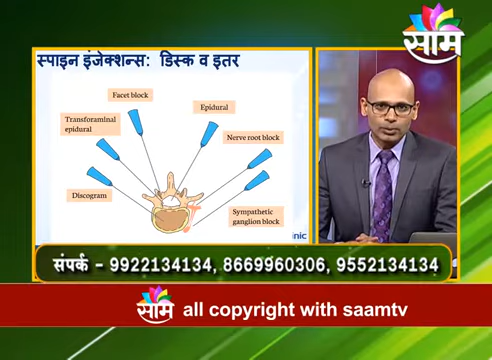 साम
स्पाइन इंजेक्शन्स: डिस्क व इतर
Facet block
Transforaminal
epidural
Epidural
Nerve root block
Discogram
Sympathetic
ganglion block
संपर्क - 9922134134, 8669960306, 9552134134
साम all copyright with saamtv